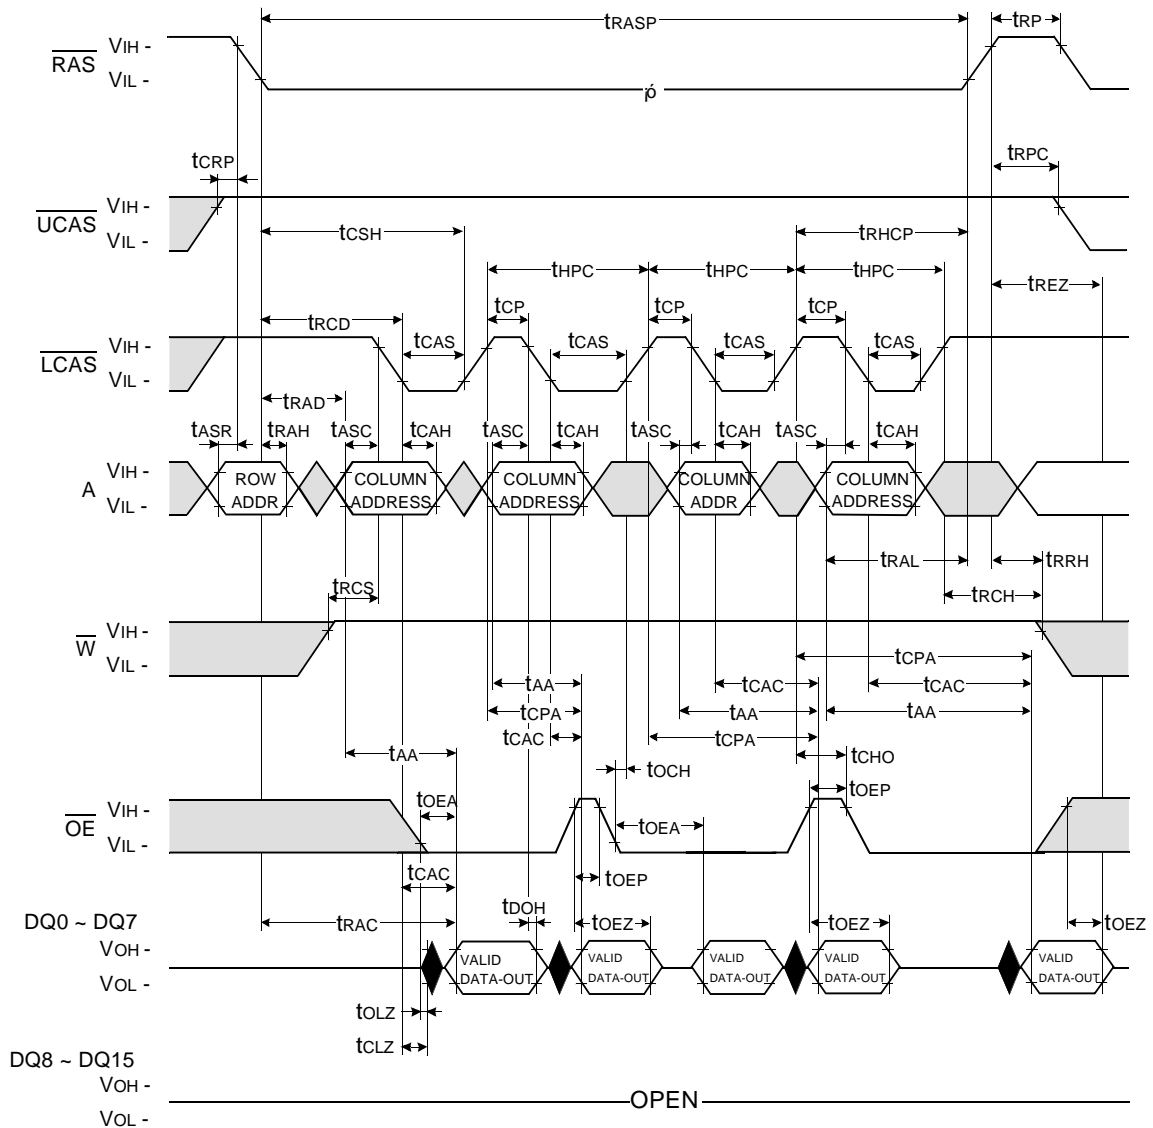 tRASP
tRP
RAS
VIH -
VIL -
tCRP
tRPC
UCAS
VIH -
VIL -
tCSH
tRHCP
tHPC
tHPC
tHPC
tREZ
tRCD
tCP
tCP
tCP
tCAS
tCAS
tCAS
tCAS
LCAS
VIH -
VIL -
tRAD
tASR
tRAH
tASC
tCAH
tASC
tCAH
tASC
tCAH
tASC
tCAH
A
VIH -
VIL -
ROW
ADDR
COLUMN
ADDRESS
COLUMN
ADDRESS
COLUMN
ADDR
COLUMN
ADDRESS
tRAL
tRRH
tRCS
tRCH
W
VIH -
VIL -
tCPA
tAA
tCAC
tCAC
tCPA
tAA
tAA
tCAC
tCPA
tAA
tCHO
tOCH
tOEP
tOEA
OE
VIH -
VIL -
tOEA
tCAC
tOEP
tDOH
DQ0 ~ DQ7
tRAC
tOEZ
tOEZ
tOEZ
VOH -
VOL -
VALID
DATA-OUT
VALID
DATA-OUT
VALID
DATA-OUT
VALID
DATA-OUT
VALID
DATA-OUT
tOLZ
tCLZ
DQ8 ~ DQ15
VOH -
VOL -
OPEN